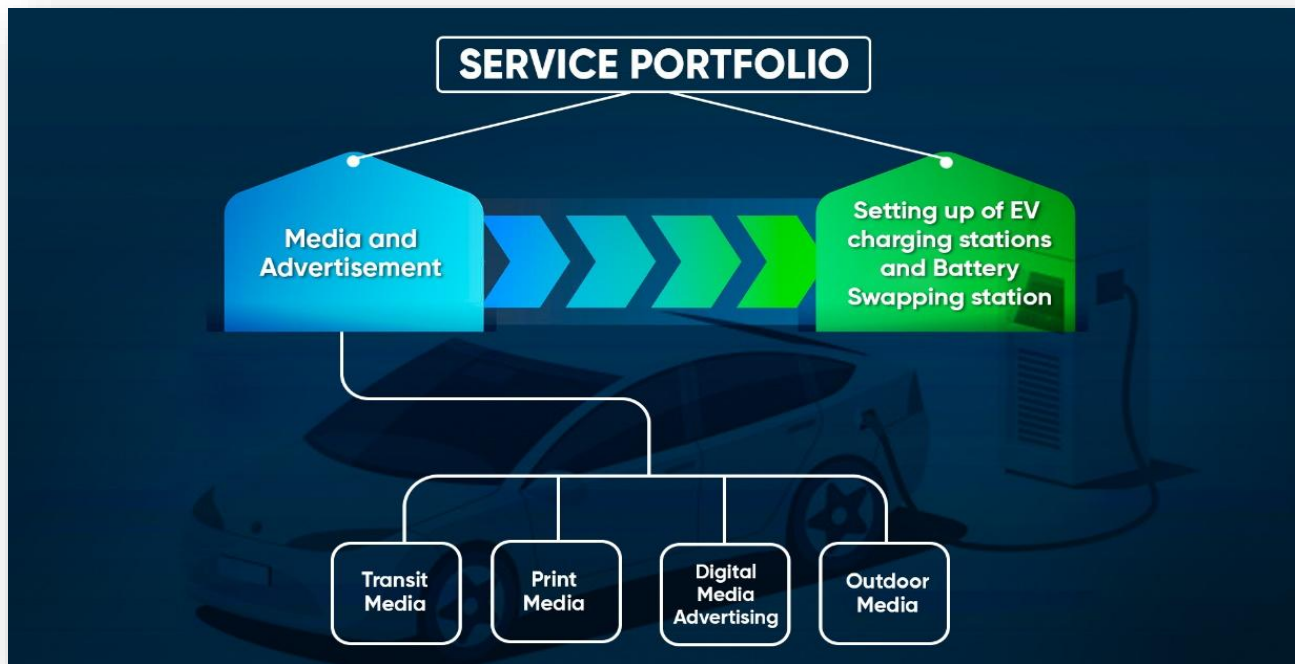 SERVICE PORTFOLIO
Media and
Advertisement
Setting up of EV
charging stations
and Battery
Swapping station
Transit
Media
Print
Media
Digital
Media
Advertising
Outdoor
Media